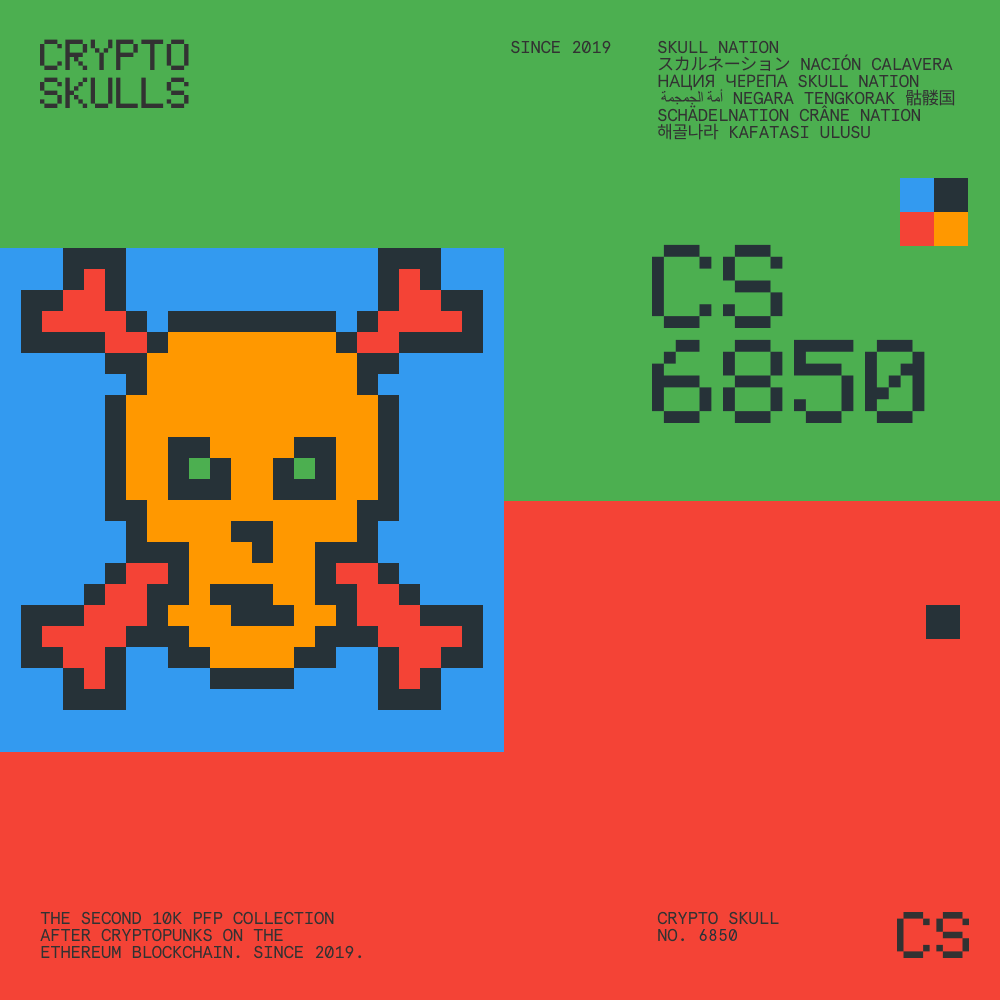 CRYPTO
SKULLS
SINCE 2019
SKULL NATION
スカルネーション NACIÓN CALAVERA
НАЦИЯ ЧЕРЕПА SKULL NATION
أمة الجمجمة NEGARA TENGKORAK 骷髅国
SCHÄDELNATION CRÂNE NATION
해골나라 KAFATASI ULUSU
CS
6850
THE SECOND 10K PFP COLLECTION
AFTER CRYPTOPUNKS ON THE
ETHEREUM BLOCKCHAIN. SINCE 2019.
CRYPTO SKULL
NO. 6850
CS